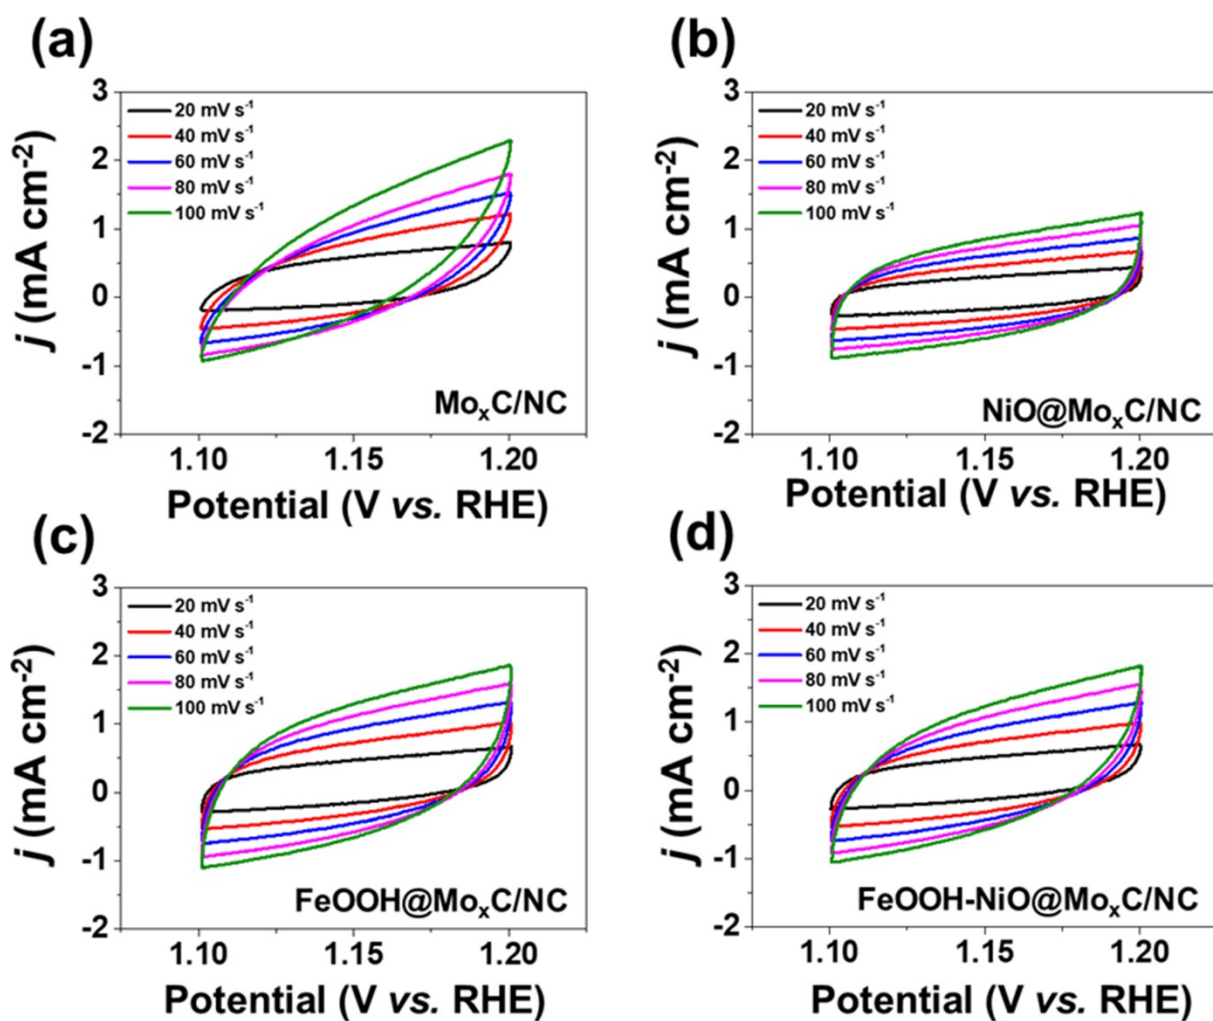 (a)
3
20 mV s⁻¹
40 mV s⁻¹
60 mV s⁻¹
80 mV s⁻¹
100 mV s⁻¹
2
1
0
-1
-2
j (mA cm⁻²)
MoₓC/NC
1.10 1.15 1.20
Potential (V vs. RHE)
(b)
3
20 mV s⁻¹
40 mV s⁻¹
60 mV s⁻¹
80 mV s⁻¹
100 mV s⁻¹
2
1
0
-1
-2
j (mA cm⁻²)
NiO@MoₓC/NC
1.10 1.15 1.20
Potential (V vs. RHE)
(c)
3
20 mV s⁻¹
40 mV s⁻¹
60 mV s⁻¹
80 mV s⁻¹
100 mV s⁻¹
2
1
0
-1
-2
j (mA cm⁻²)
FeOOH@MoₓC/NC
1.10 1.15 1.20
Potential (V vs. RHE)
(d)
3
20 mV s⁻¹
40 mV s⁻¹
60 mV s⁻¹
80 mV s⁻¹
100 mV s⁻¹
2
1
0
-1
-2
j (mA cm⁻²)
FeOOH-NiO@MoₓC/NC
1.10 1.15 1.20
Potential (V vs. RHE)